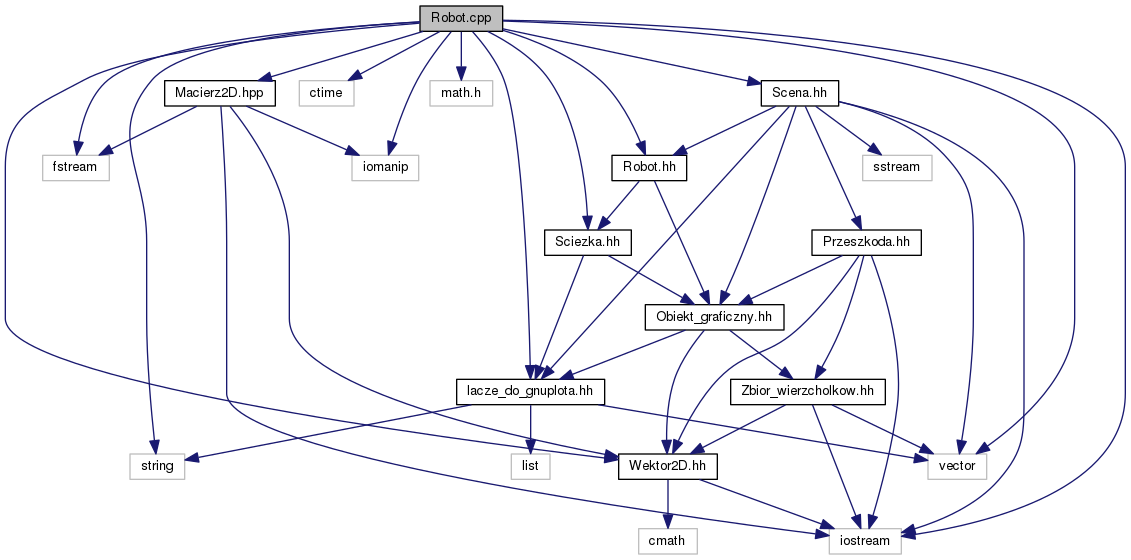 Robot.cpp
Macierz2D.hpp
ctime
math.h
Scena.hh
fstream
iomanip
Robot.hh
sstream
Sciezka.hh
Przeszkoda.hh
Obiekt_graficzny.hh
lacze_do_gnuplota.hh
Zbior_wierzcholkow.hh
string
list
Wektor2D.hh
vector
cmath
iostream